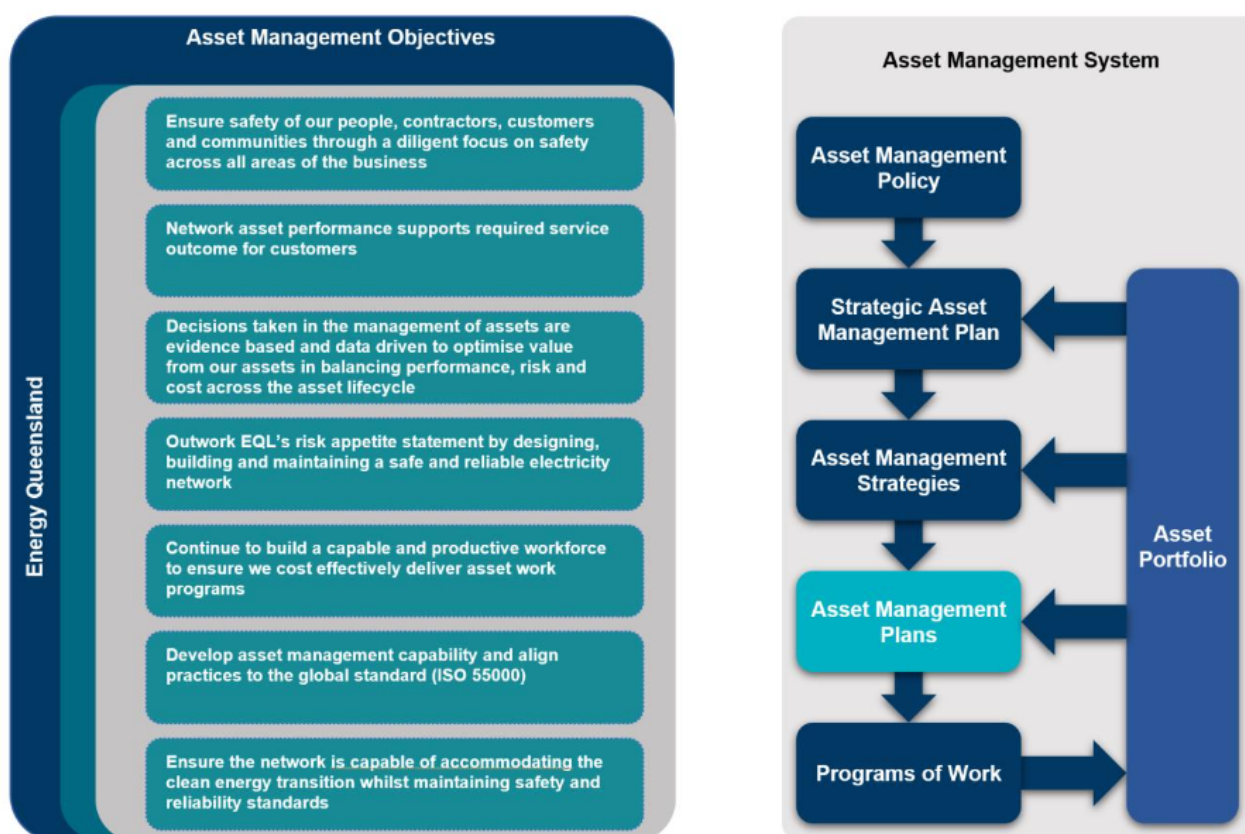 Asset Management Objectives
Energy Queensland
Ensure safety of our people, contractors, customers
and communities through a diligent focus on safety
across all areas of the business
Network asset performance supports required service
outcome for customers
Decisions taken in the management of assets are
evidence based and data driven to optimise value
from our assets in balancing performance, risk and
cost across the asset lifecycle
Outwork EQL's risk appetite statement by designing,
building and maintaining a safe and reliable electricity
network
Continue to build a capable and productive workforce
to ensure we cost effectively deliver asset work
programs
Develop asset management capability and align
practices to the global standard (ISO 55000)
Ensure the network is capable of accommodating the
clean energy transition whilst maintaining safety and
reliability standards
Asset Management System
Asset Management
Policy
Strategic Asset
Management Plan
Asset Management
Strategies
Asset Management
Plans
Programs of Work
Asset
Portfolio